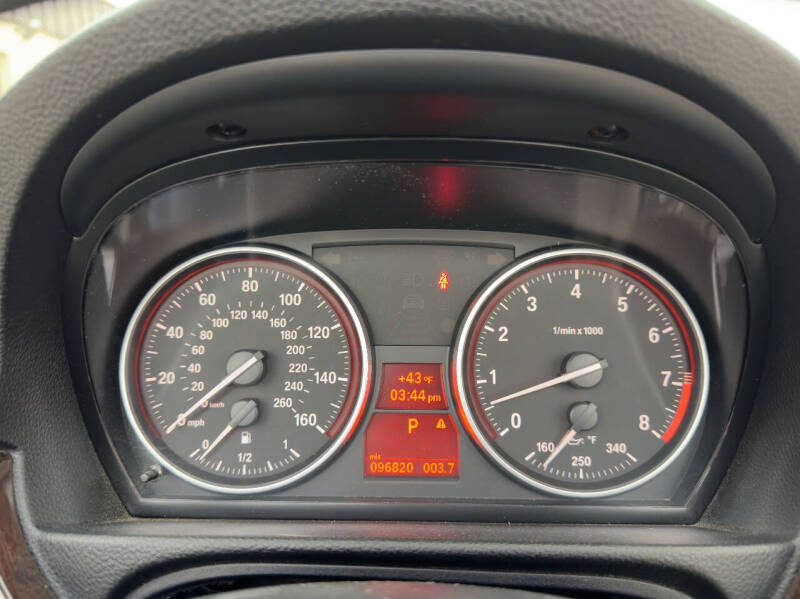 0 20 40 60 80 100 120 140 160
20 40 60 80 100 120 140 160 180 200 220 240 260
km/h
mph
0 1/2 1
+43 °F
03:44 pm
P
mls
096820 003.7
0 1 2 3 4 5 6 7 8
1/min x 1000
160 250 340
°F